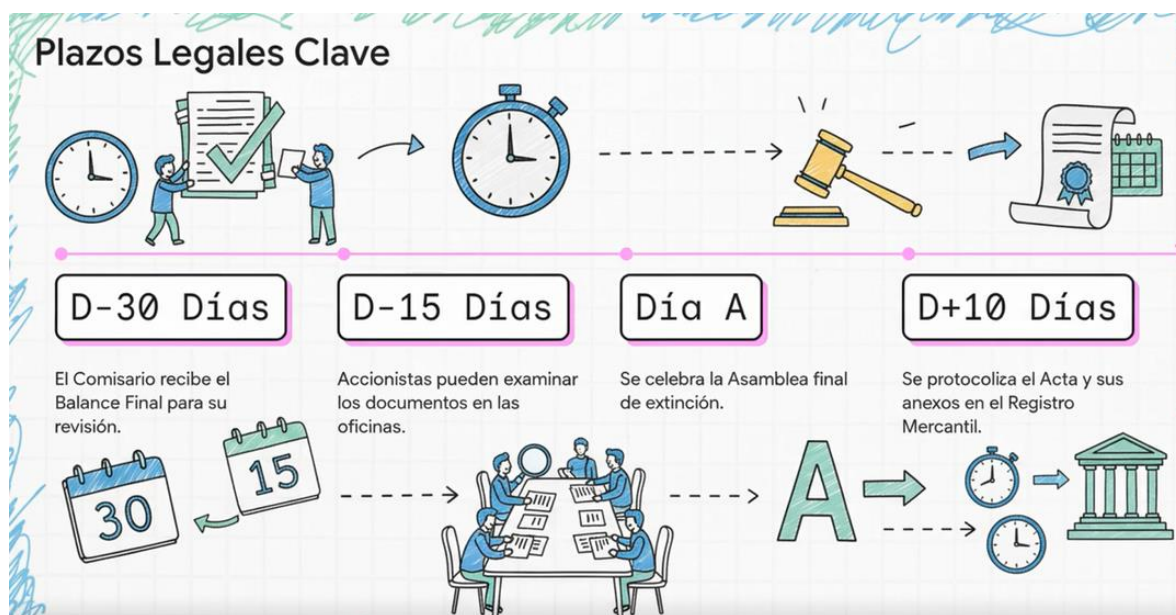 Plazos Legales Clave
D-30 Días
D-15 Días
Día A
D+10 Días
El Comisario recibe el
Balance Final para su
revisión.
Accionistas pueden examinar
los documentos en las
oficinas.
Se celebra la Asamblea final
de extinción.
Se protocoliza el Acta y sus
anexos en el Registro
Mercantil.
30
15
A